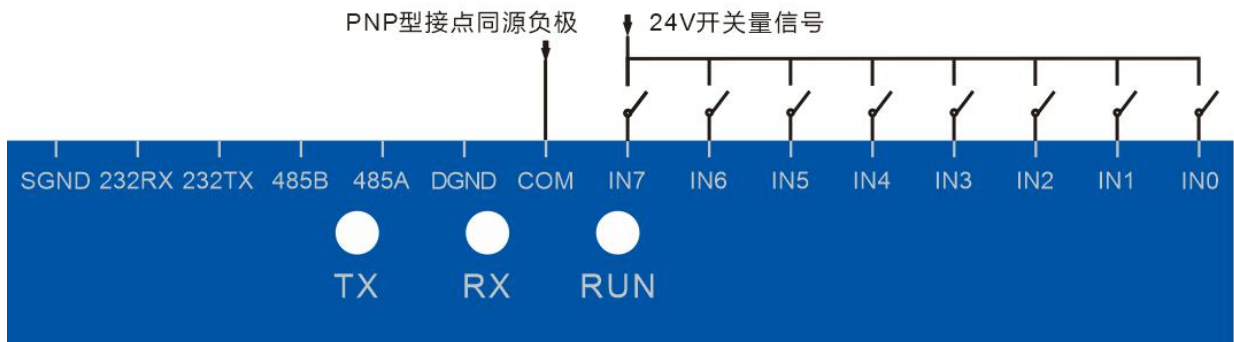 PNP型接点同源负极 24V开关量信号
SGND 232RX 232TX 485B 485A DGND COM IN7 IN6 IN5 IN4 IN3 IN2 IN1 IN0
TX RX RUN